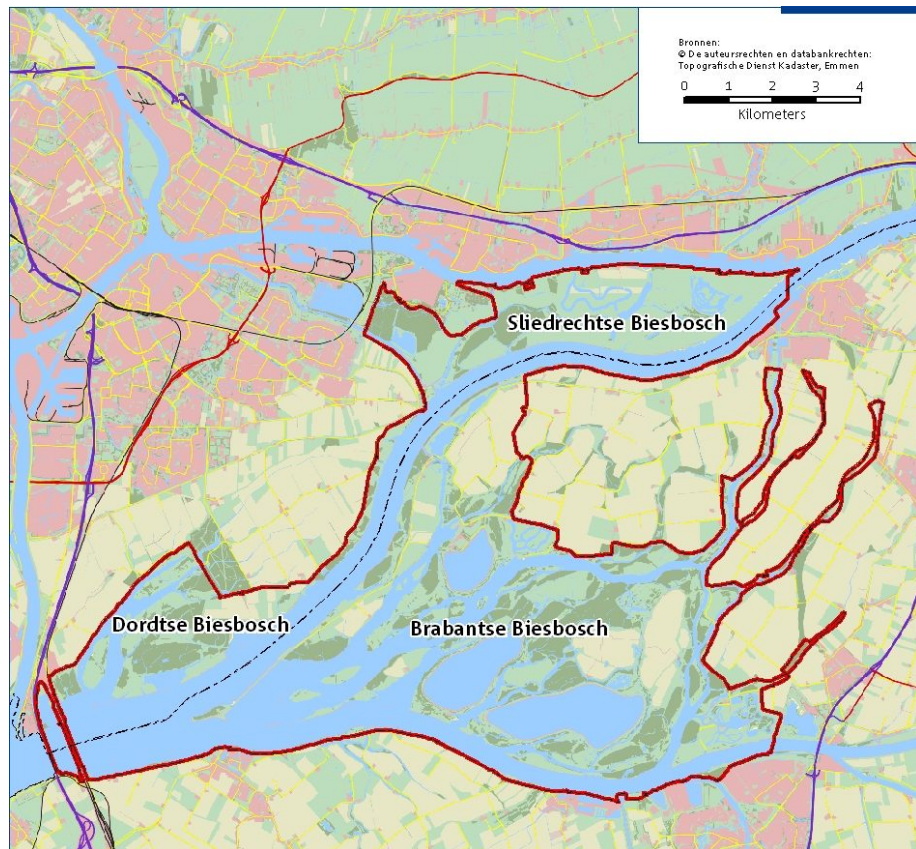 Bronnen:
© De auteursrechten en databankrechten:
Topografische Dienst Kadaster, Emmen
0 1 2 3 4
Kilometers
Sliedrechtse Biesbosch
Dordtse Biesbosch
Brabantse Biesbosch